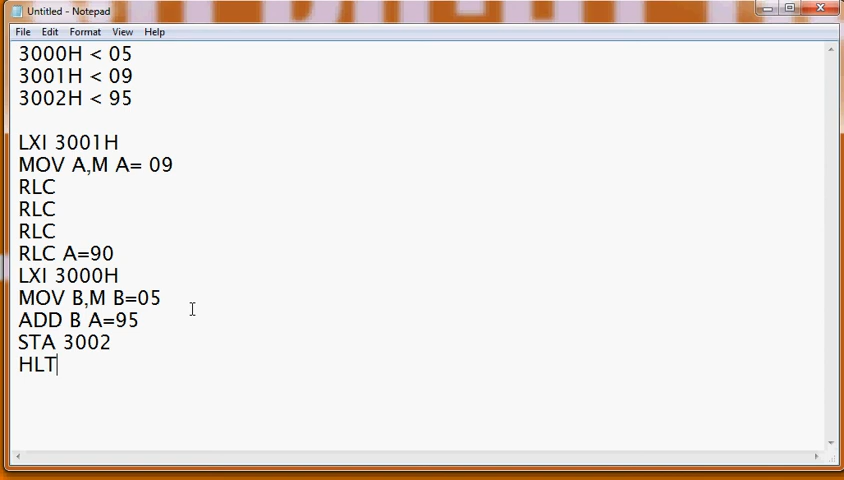 Untitled - Notepad
File Edit Format View Help
3000H < 05
3001H < 09
3002H < 95
LXI 3001H
MOV A,M A= 09
RLC
RLC
RLC
RLC A=90
LXI 3000H
MOV B,M B=05
ADD B A=95
STA 3002
HLT